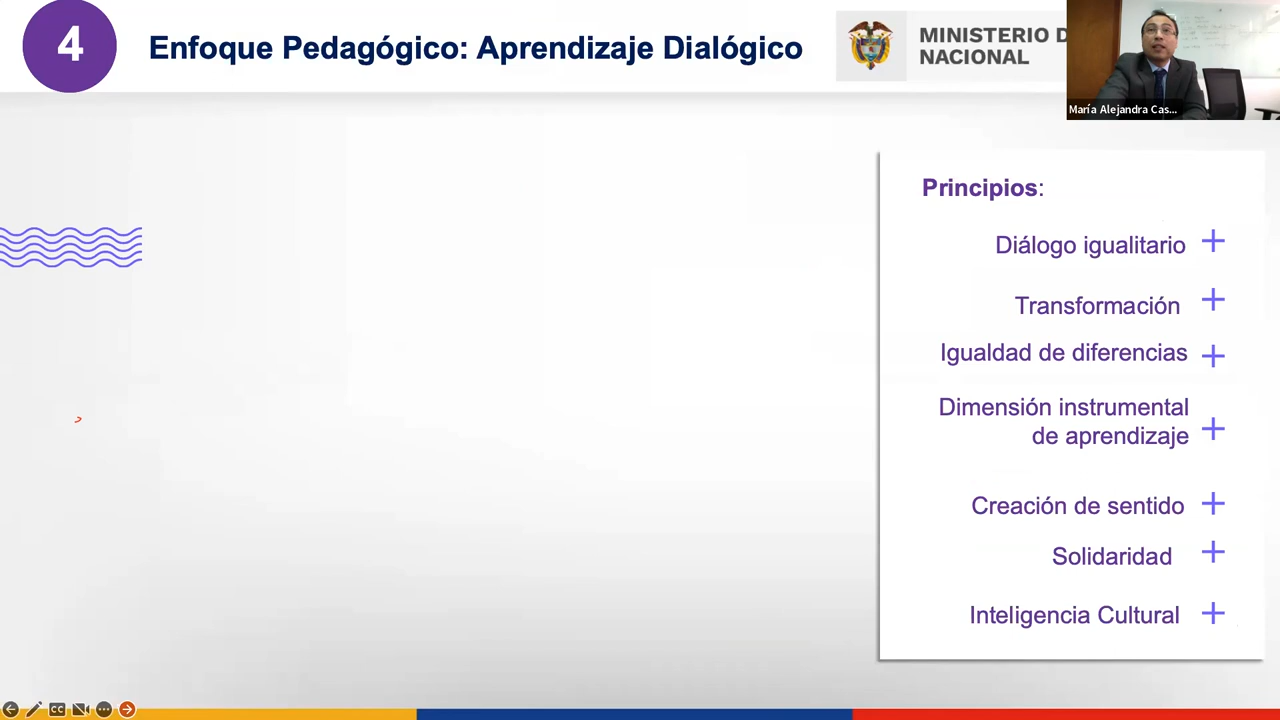 4
Enfoque Pedagógico: Aprendizaje Dialógico
MINISTERIO D
NACIONAL
María Alejandra Cas...
Principios:
Diálogo igualitario +
Transformación +
Igualdad de diferencias +
Dimensión instrumental
de aprendizaje +
Creación de sentido +
Solidaridad +
Inteligencia Cultural +
CC